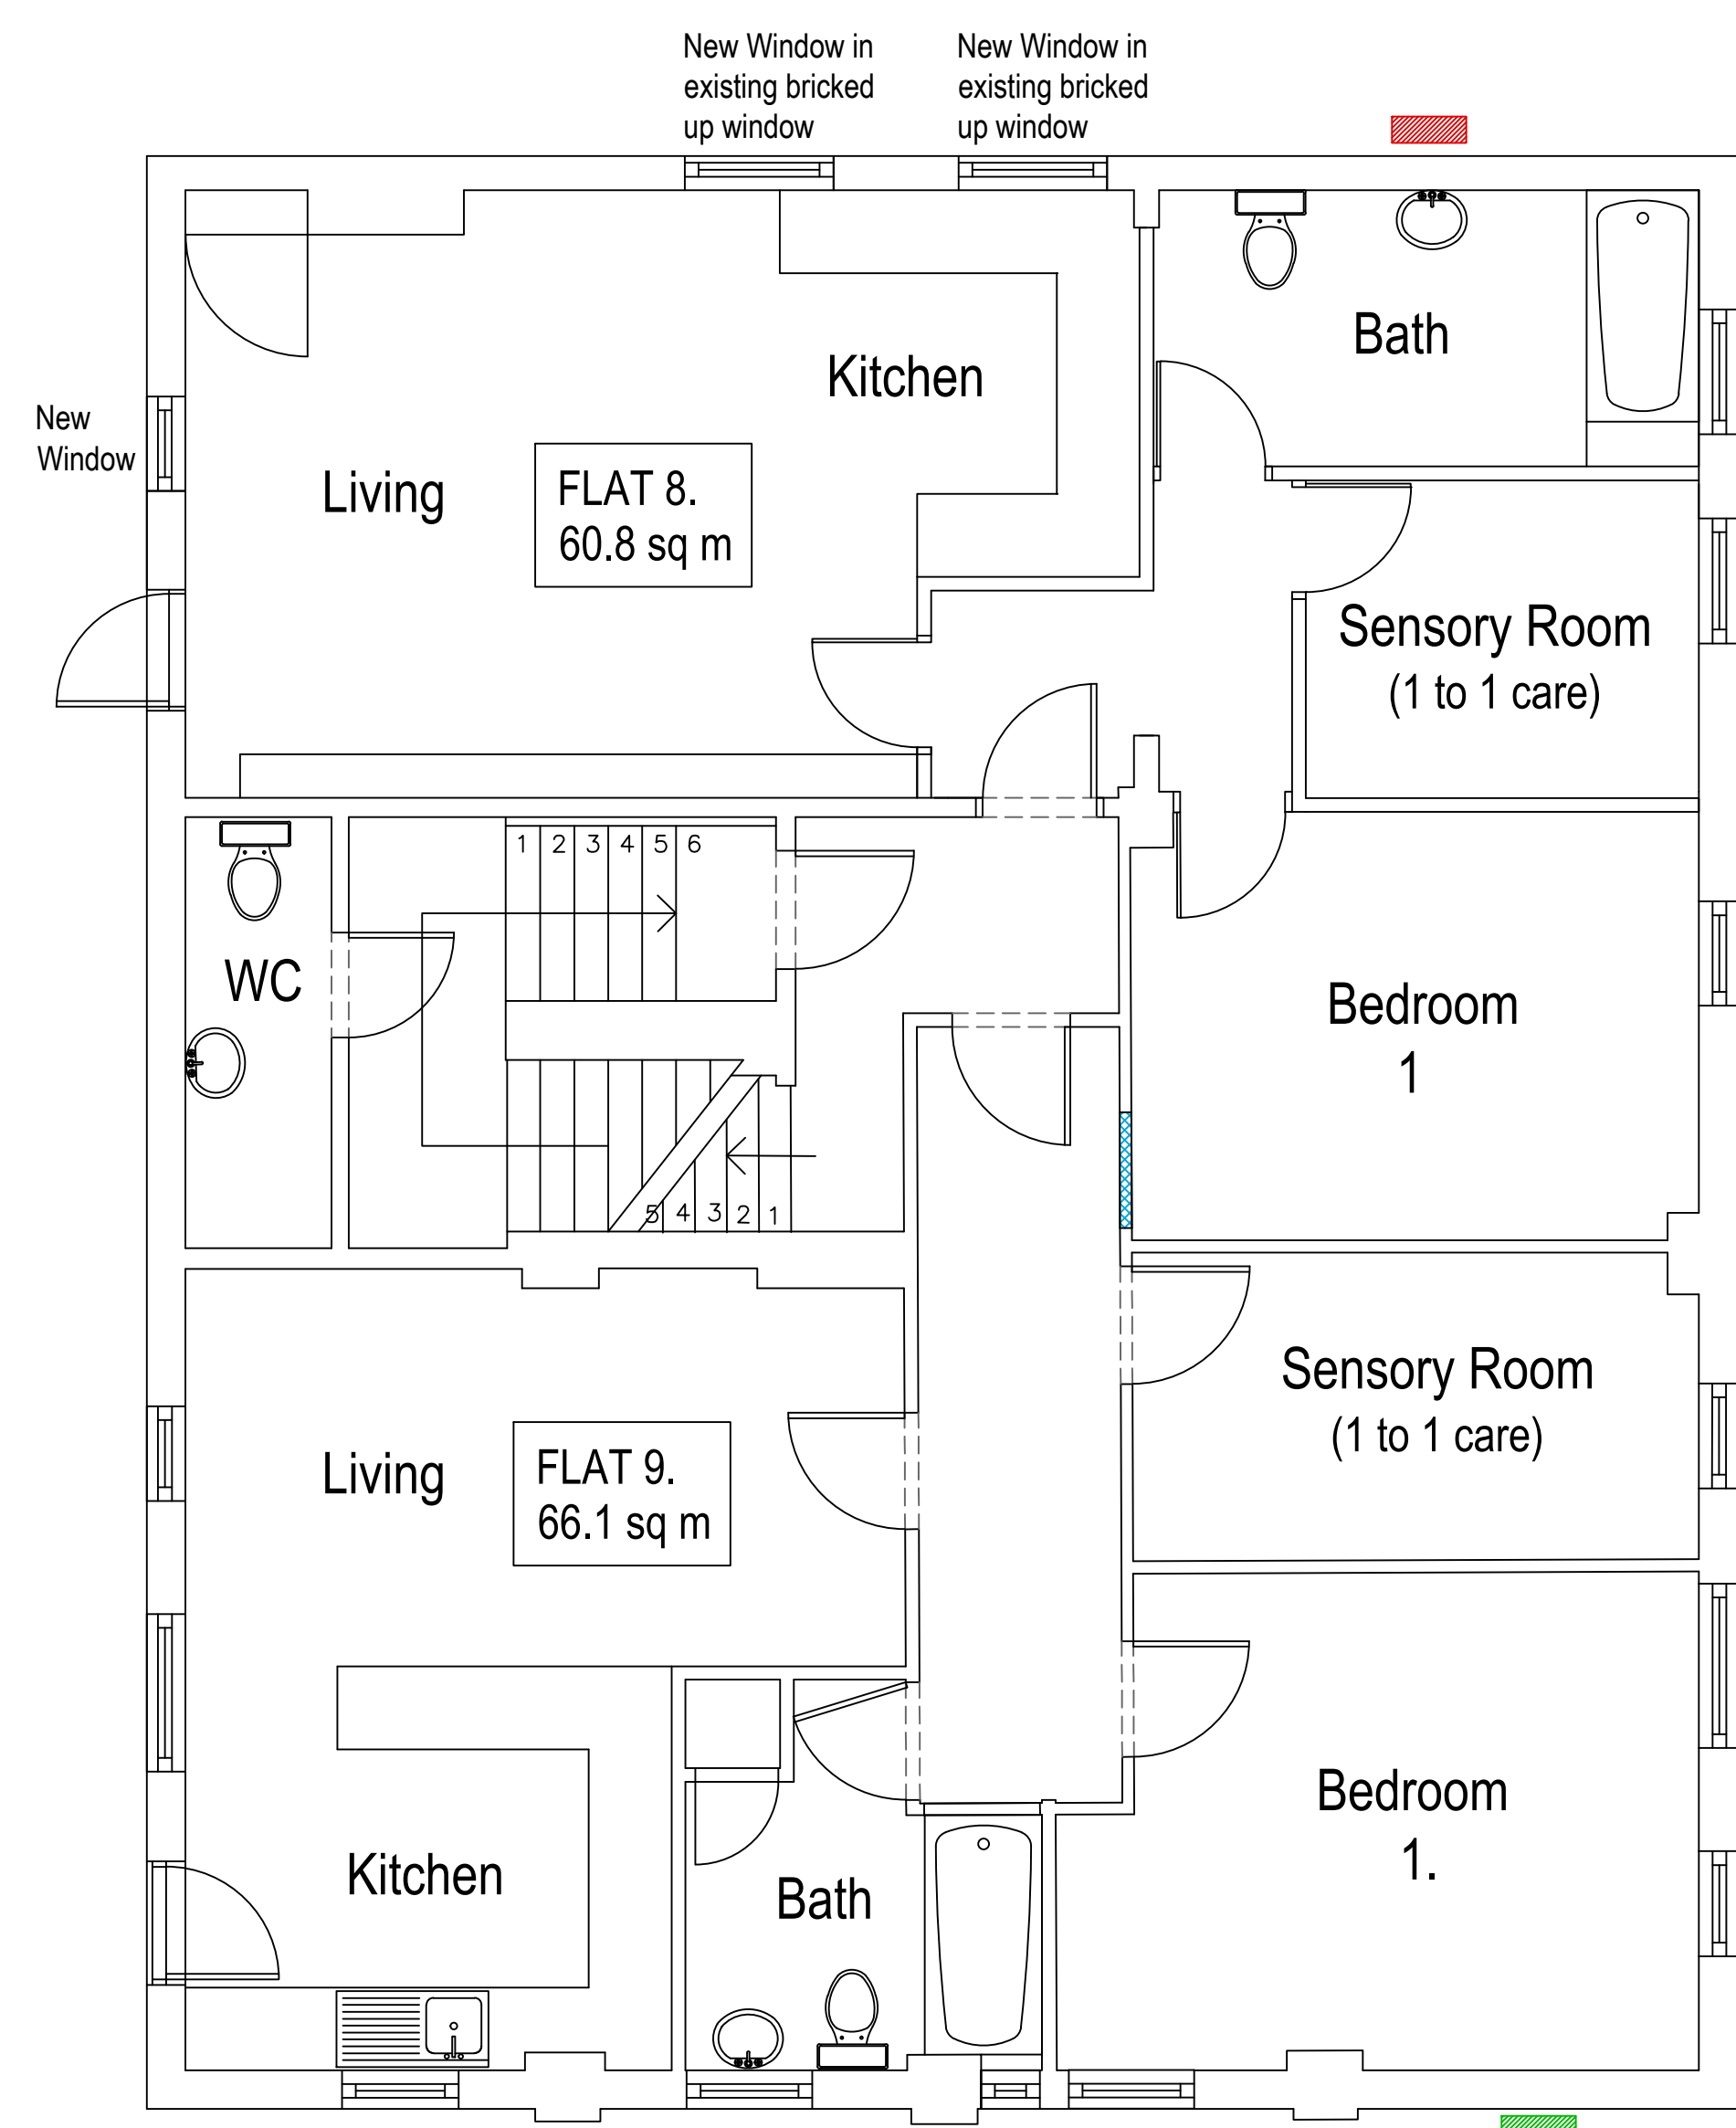 New Window in
existing bricked
up window
New Window in
existing bricked
up window
Bath
Kitchen
New
Window
Living
FLAT 8.
60.8 sq m
Sensory Room
(1 to 1 care)
1 2 3 4 5 6
WC
Bedroom
1
5 4 3 2 1
Sensory Room
(1 to 1 care)
Living
FLAT 9.
66.1 sq m
Bedroom
1.
Kitchen
Bath